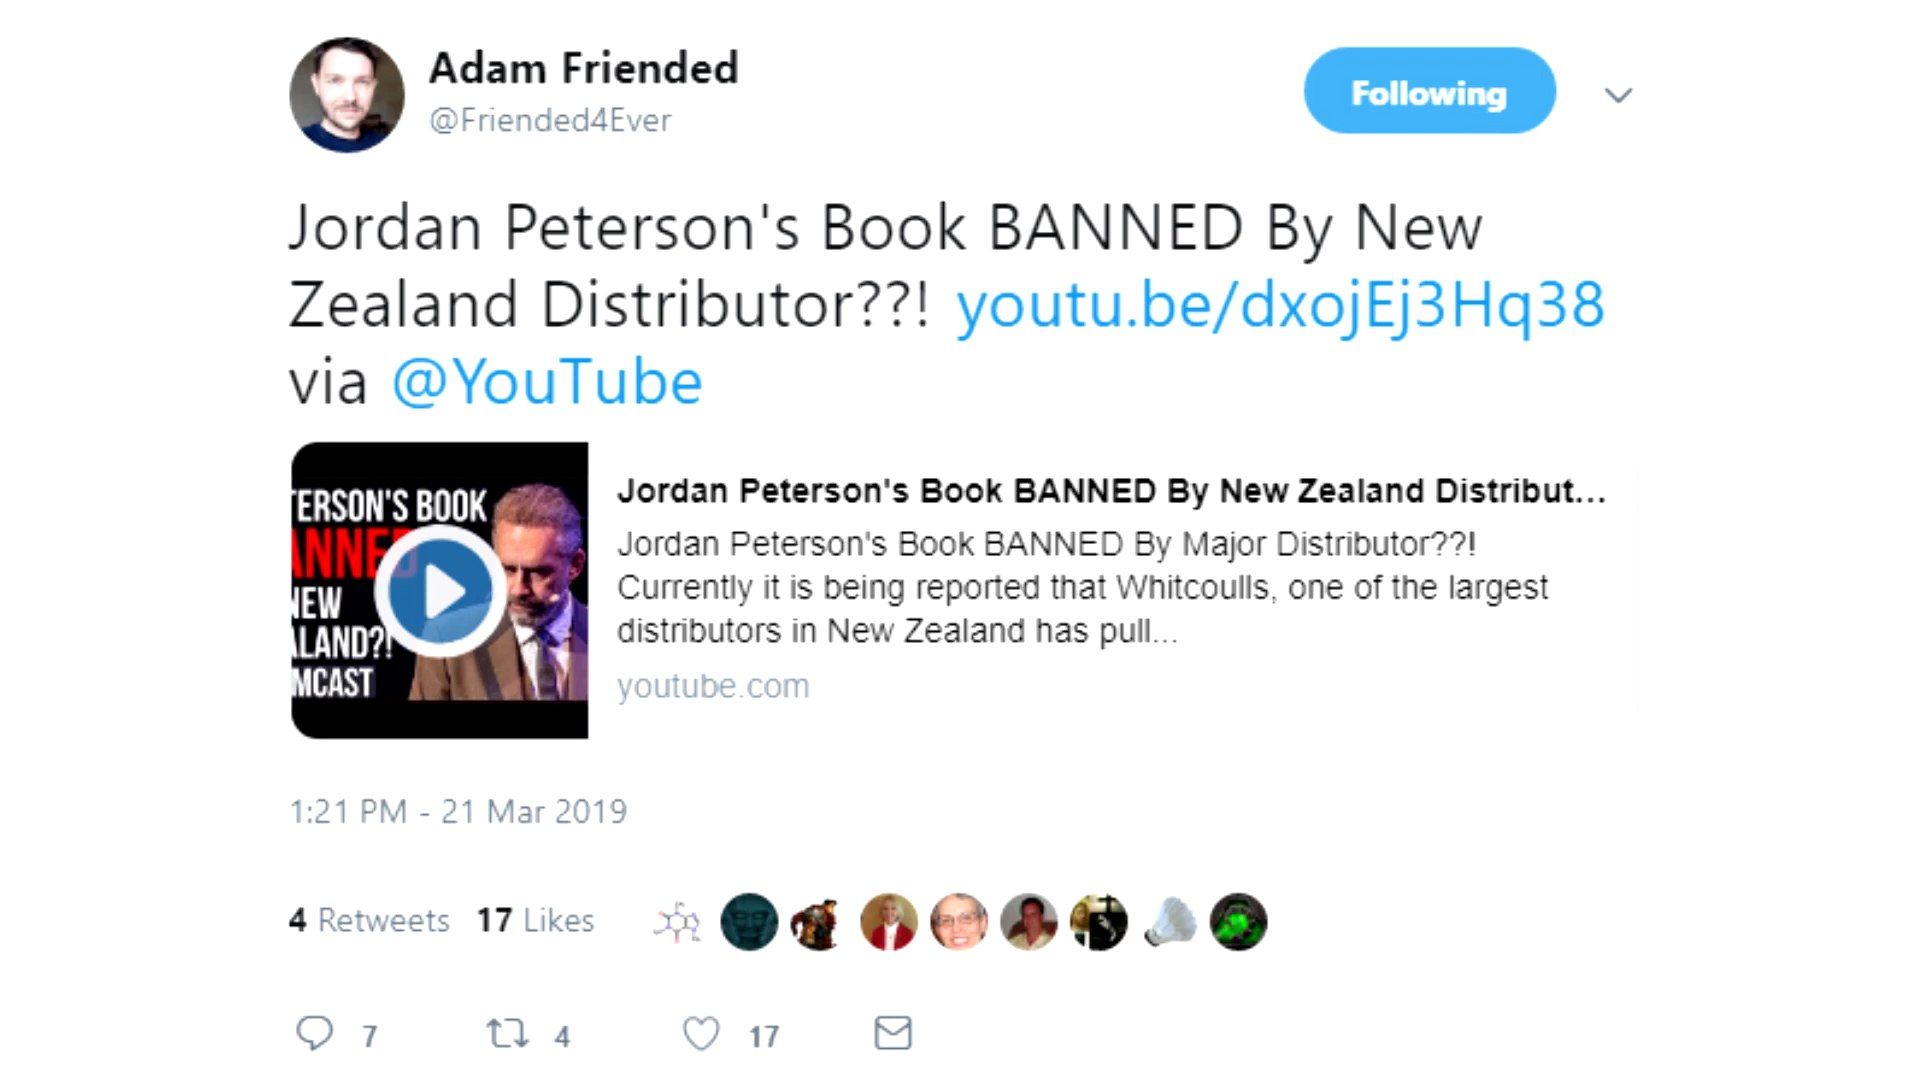 Adam Friended
@Friended4Ever
Following
Jordan Peterson's Book BANNED By New
Zealand Distributor??! youtu.be/dxojEj3Hq38
via @YouTube
ERSON'S BOOK
ANNED
NEW
ALAND?!
MCAST
Jordan Peterson's Book BANNED By New Zealand Distribut...
Jordan Peterson's Book BANNED By Major Distributor??!
Currently it is being reported that Whitcoulls, one of the largest
distributors in New Zealand has pull...
youtube.com
1:21 PM - 21 Mar 2019
4 Retweets 17 Likes
7 4 17